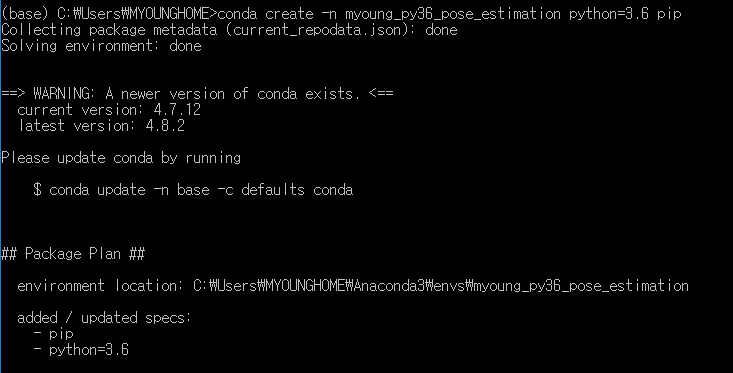 (base) C:₩Users₩MYOUNGHOME>conda create -n myoung_py36_pose_estimation python=3.6 pip
Collecting package metadata (current_repodata.json): done
Solving environment: done
==> WARNING: A newer version of conda exists. <==
current version: 4.7.12
latest version: 4.8.2
Please update conda by running
$ conda update -n base -c defaults conda
## Package Plan ##
environment location: C:₩Users₩MYOUNGHOME₩Anaconda3₩envs₩myoung_py36_pose_estimation
added / updated specs:
- pip
- python=3.6